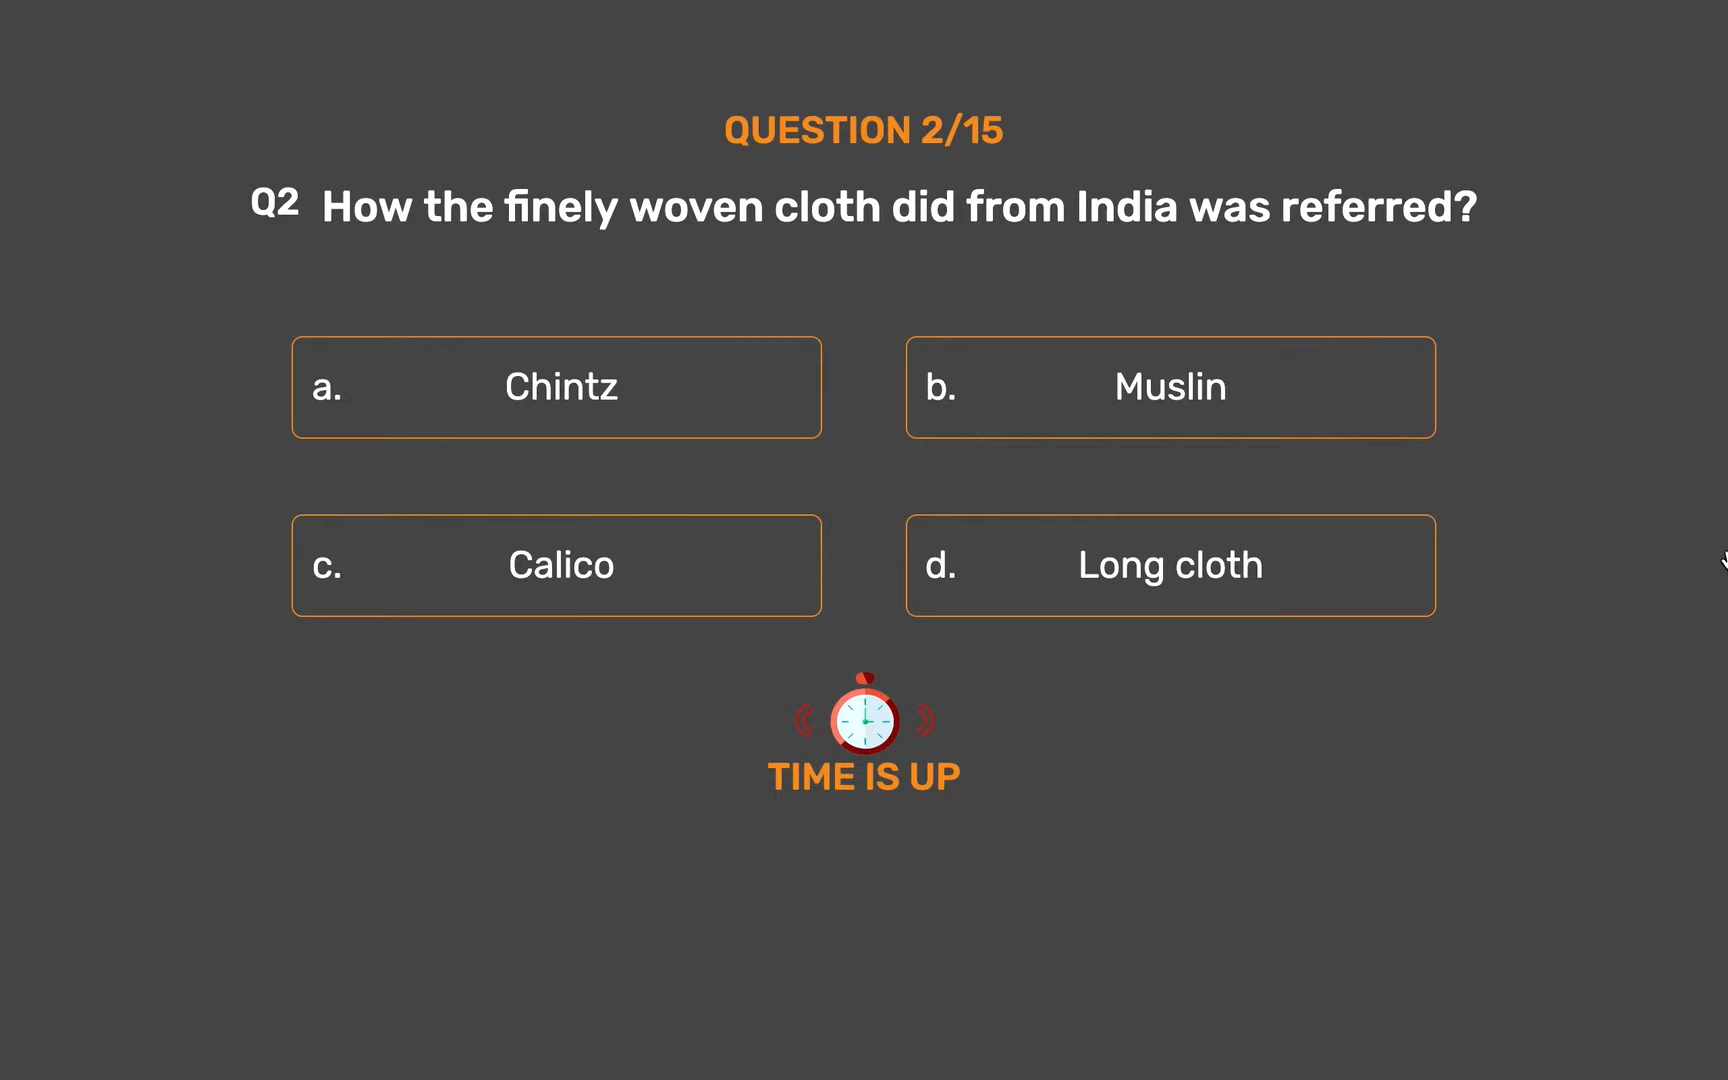 QUESTION 2/15
Q2 How the finely woven cloth did from India was referred?
a. Chintz
b. Muslin
c. Calico
d. Long cloth
TIME IS UP